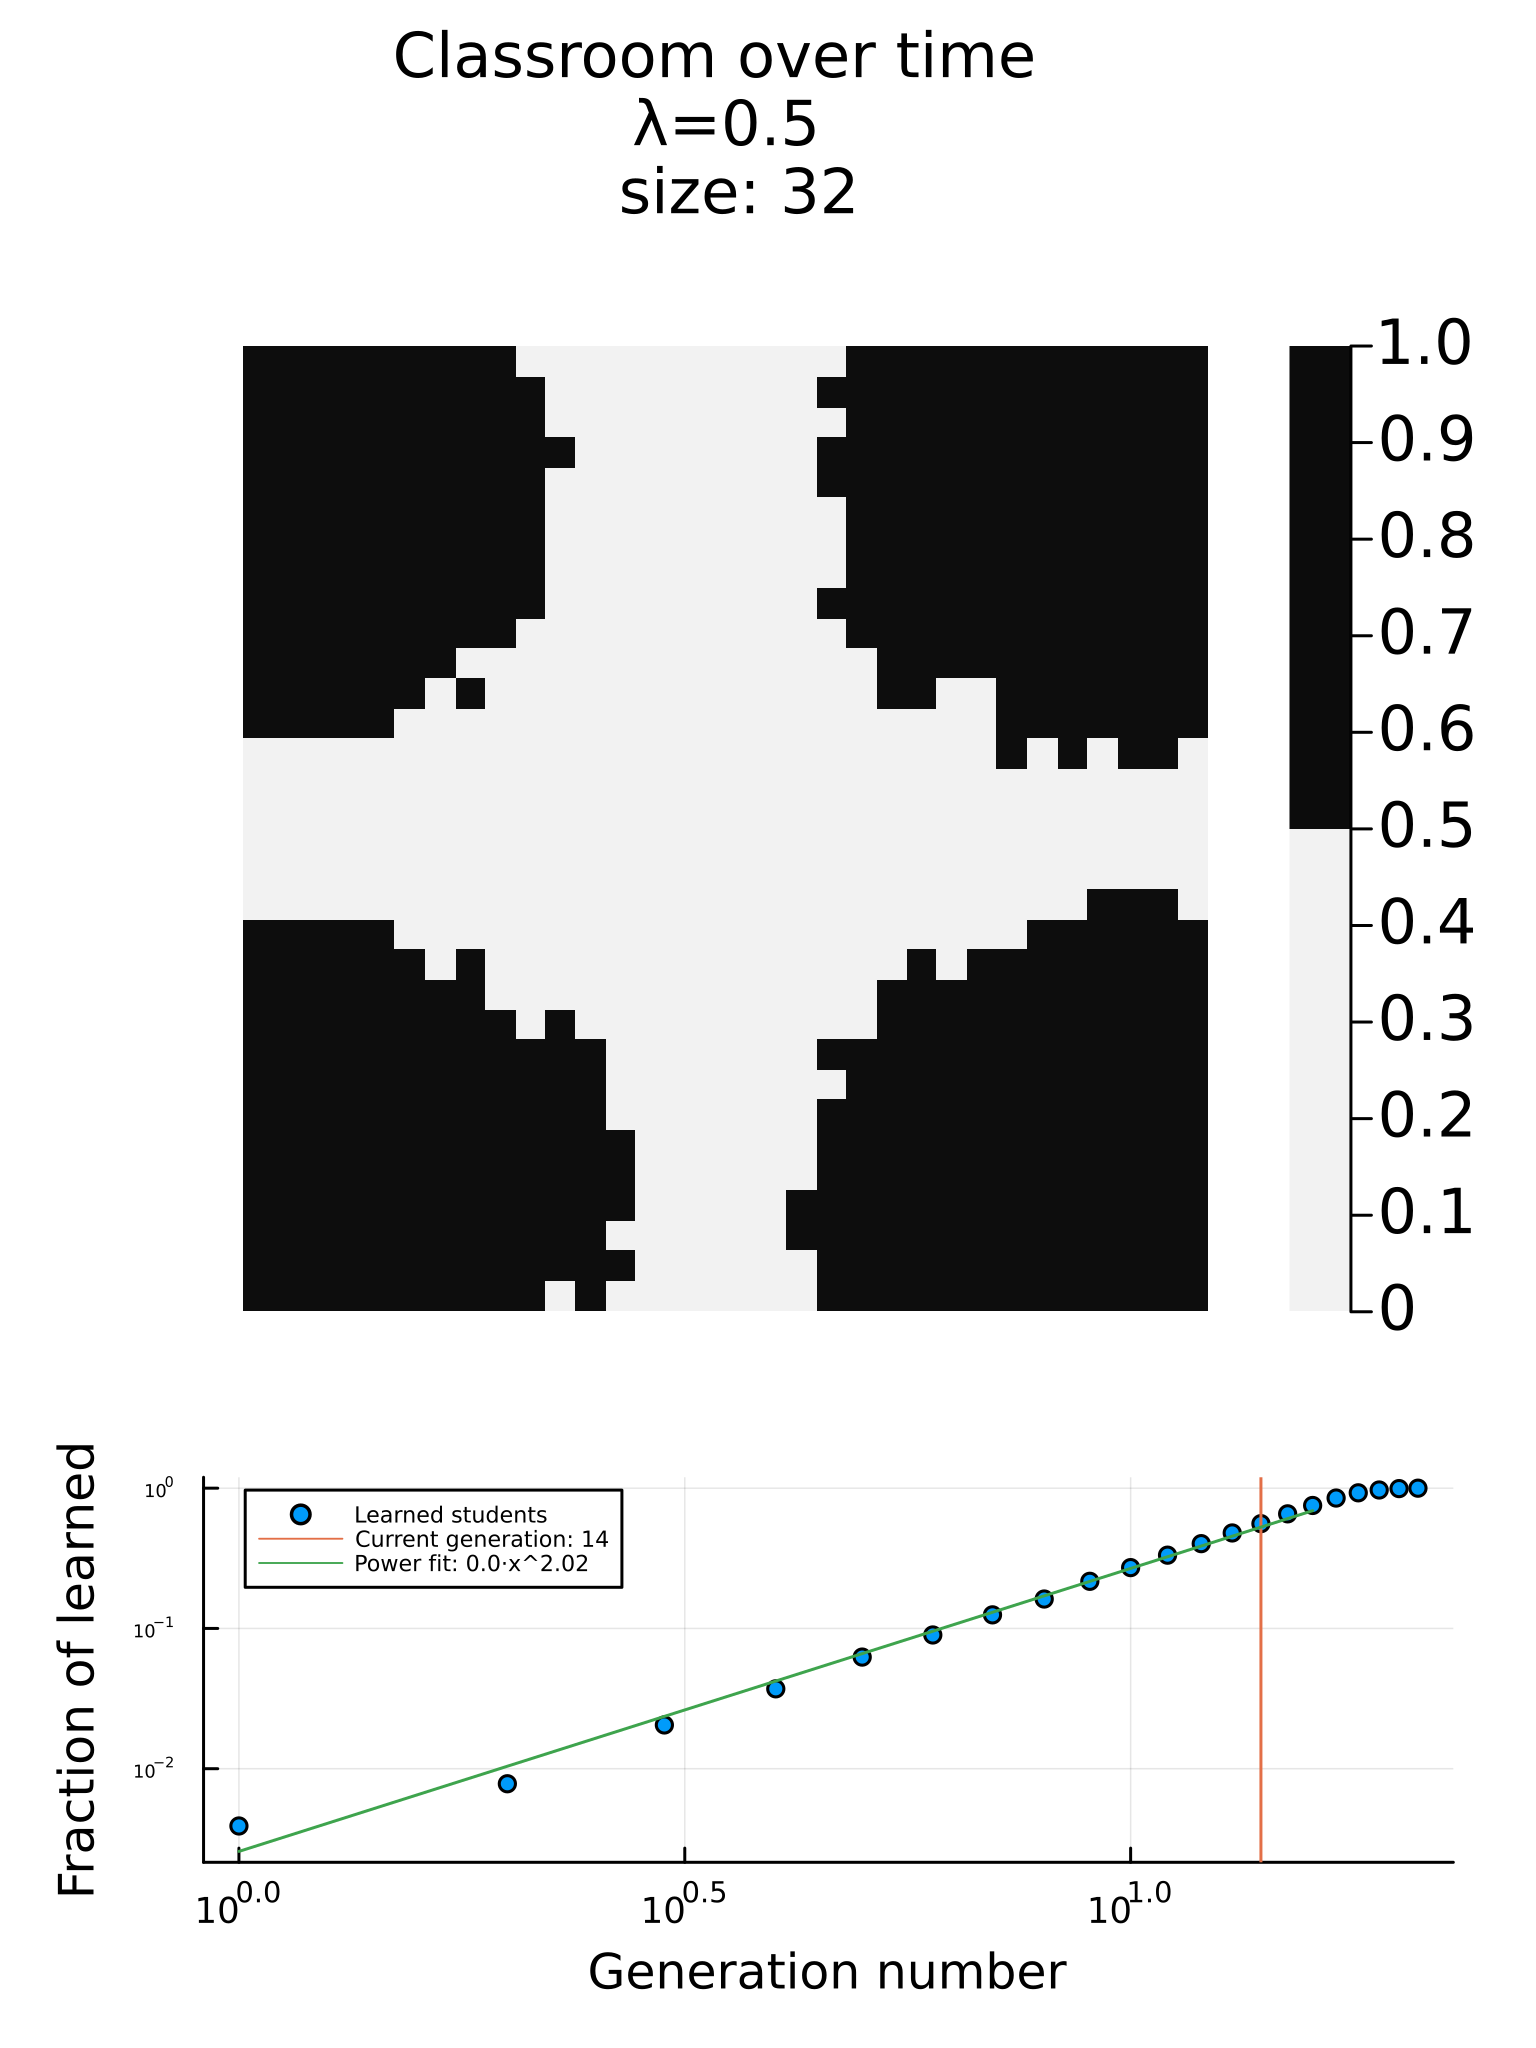 Classroom over time
λ=0.5
size: 32
1.0
0.9
0.8
0.7
0.6
0.5
0.4
0.3
0.2
0.1
0
Fraction of learned
10^0
10^-1
10^-2
Learned students
Current generation: 14
Power fit: 0.0·x^2.02
10^0.0 10^0.5 10^1.0
Generation number